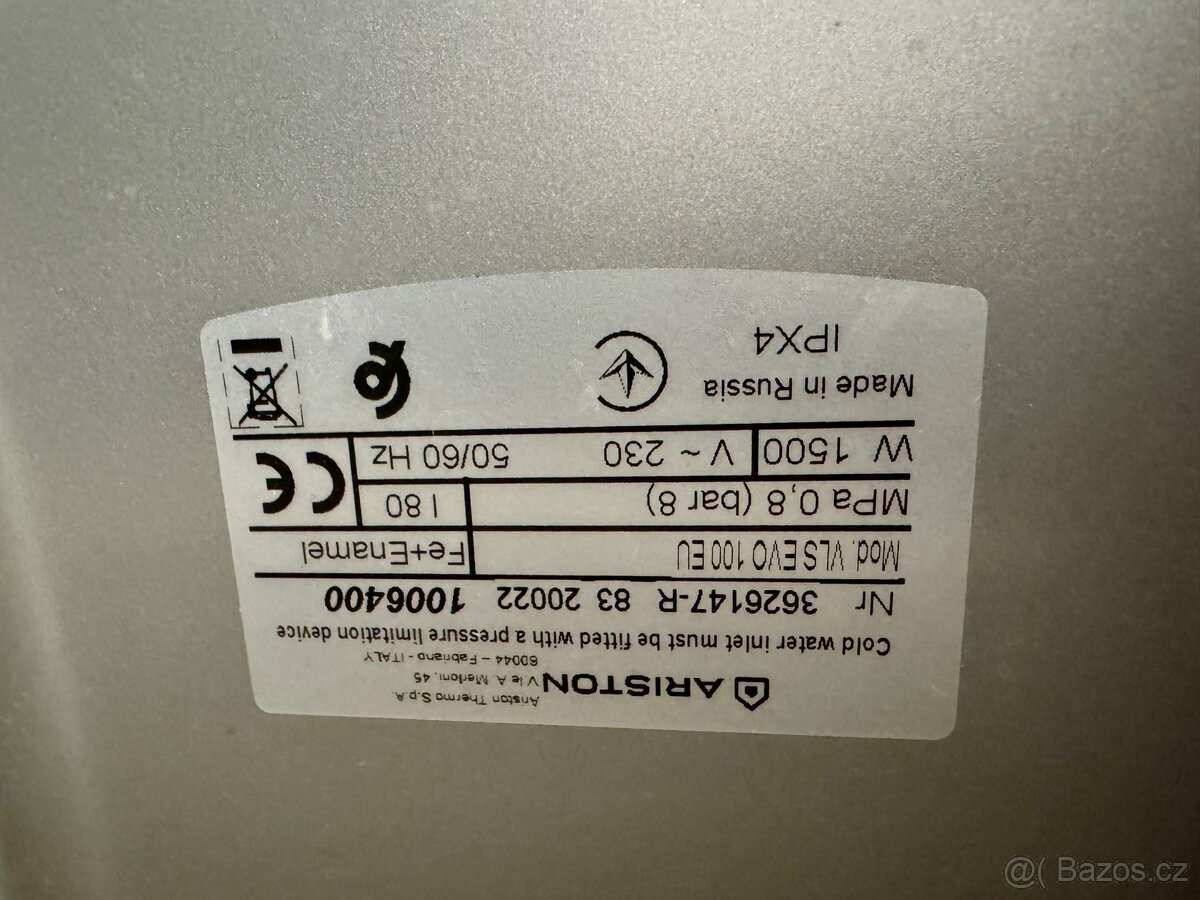 ARISTON
Ariston Thermo S.p.A.
V.le A. Merloni, 45
60044 – Fabriano - ITALY
Cold water inlet must be fitted with a pressure limitation device
Nr 3626147-R 83 20022 1006400
Mod. VLS EVO 100 EU Fe+Enamel
MPa 0,8 (bar 8) l 80
CE
W 1500 V ~ 230 50/60 Hz
Made in Russia
IPX4
@( Bazos.cz